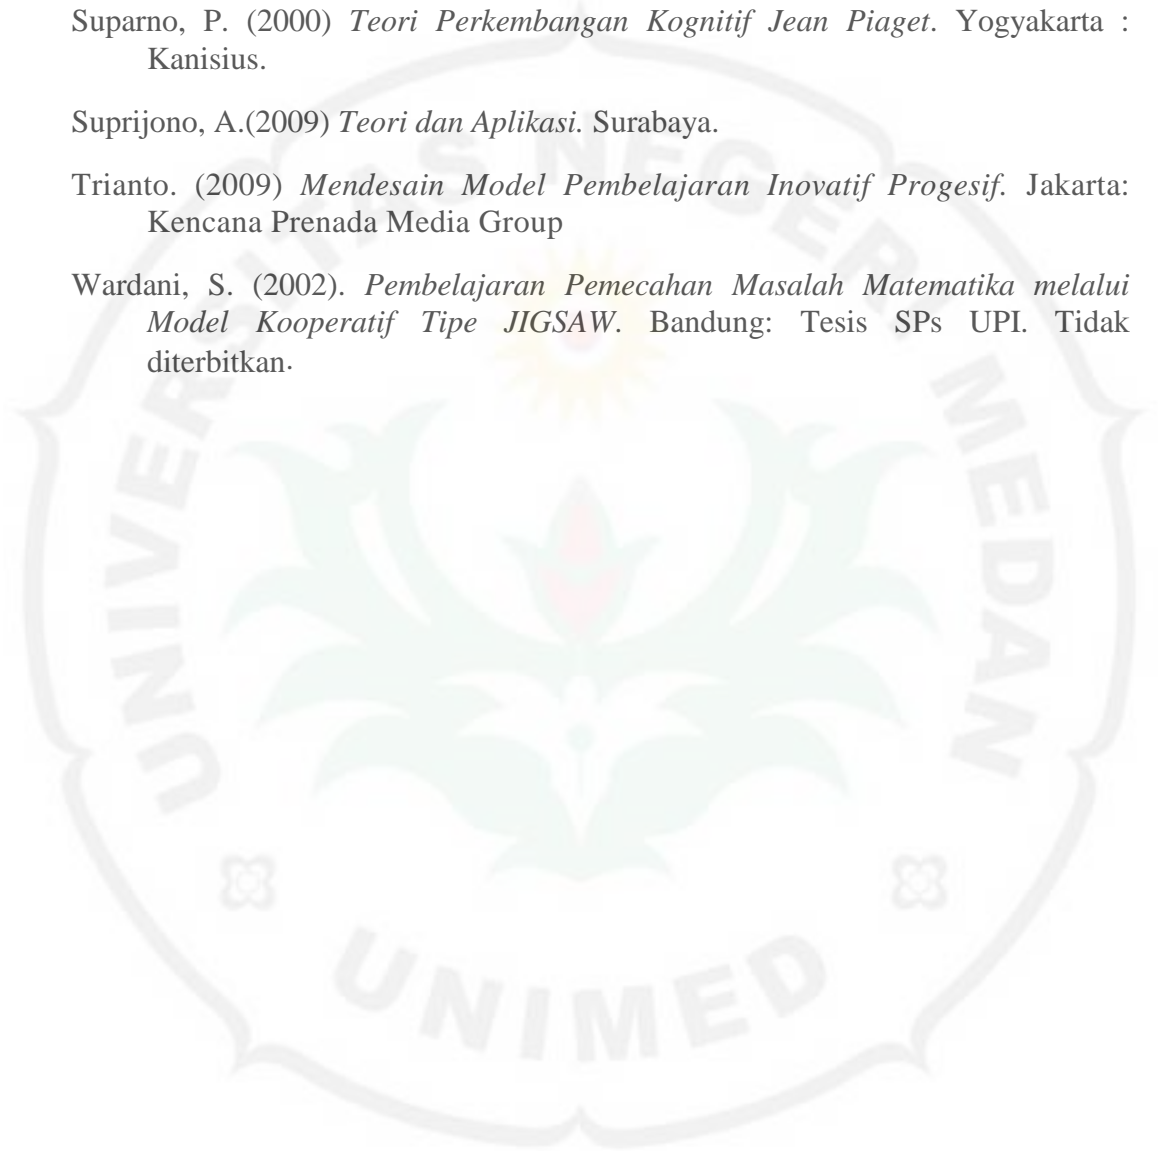 Suparno, P. (2000) Teori Perkembangan Kognitif Jean Piaget. Yogyakarta :
Kanisius.
Suprijono, A.(2009) Teori dan Aplikasi. Surabaya.
Trianto. (2009) Mendesain Model Pembelajaran Inovatif Progesif. Jakarta:
Kencana Prenada Media Group
Wardani, S. (2002). Pembelajaran Pemecahan Masalah Matematika melalui
Model Kooperatif Tipe JIGSAW. Bandung: Tesis SPs UPI. Tidak
diterbitkan.
UNIVERSITAS NEGERI MEDAN
UNIMED